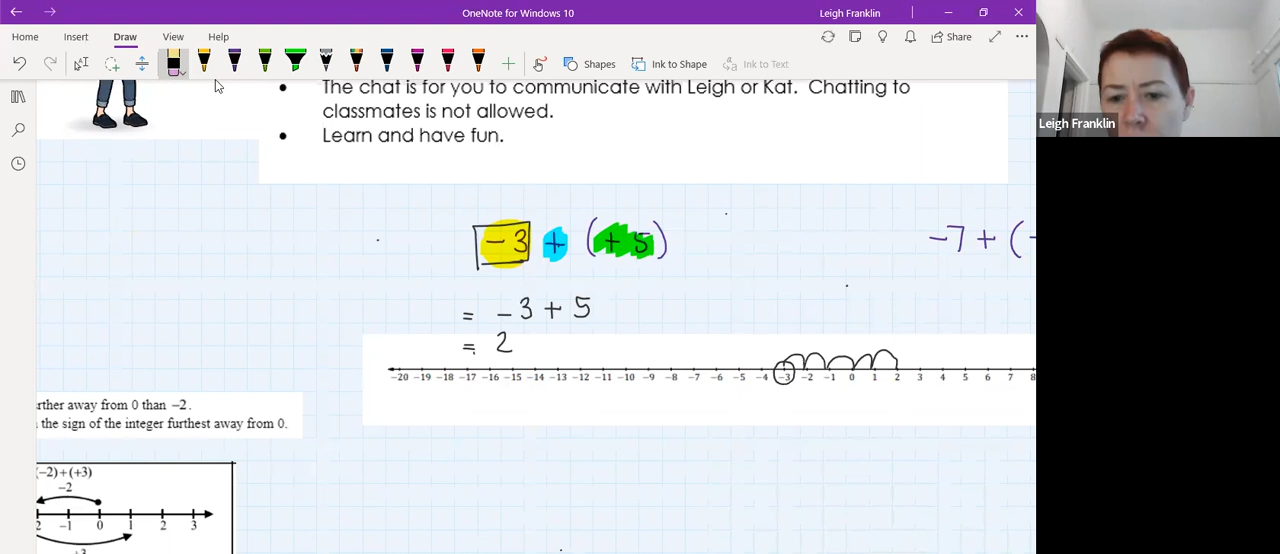 OneNote for Windows 10
Leigh Franklin
Home Insert Draw View Help
Share
Shapes Ink to Shape Ink to Text
The chat is for you to communicate with Leigh or Kat. Chatting to
classmates is not allowed.
Learn and have fun.
Leigh Franklin
-3 + (+5)
-7 + (-
= -3 + 5
= 2
-20 -19 -18 -17 -16 -15 -14 -13 -12 -11 -10 -9 -8 -7 -6 -5 -4 -3 -2 -1 0 1 2 3 4 5 6 7 8
rther away from 0 than −2.
the sign of the integer furthest away from 0.
(−2)+(+3)
−2
2 −1 0 1 2 3
+3